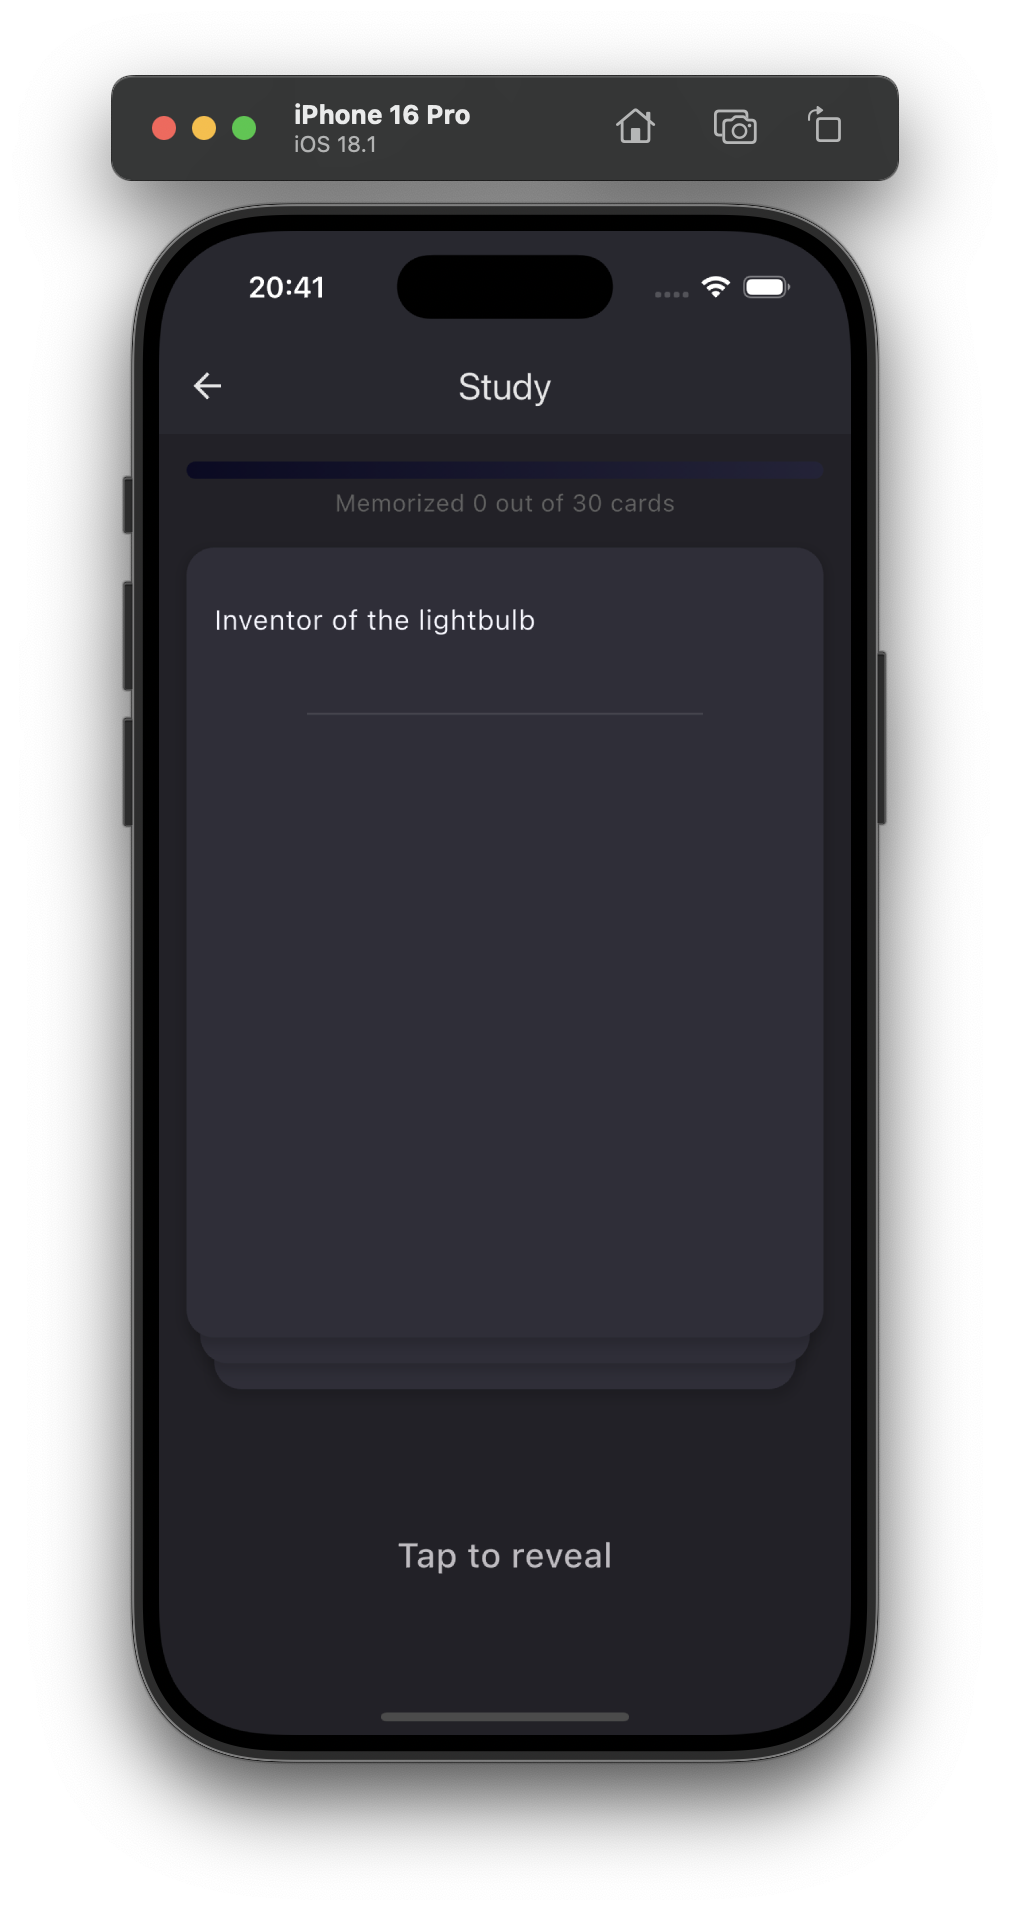 iPhone 16 Pro
iOS 18.1
20:41
Study
Memorized 0 out of 30 cards
Inventor of the lightbulb
Tap to reveal